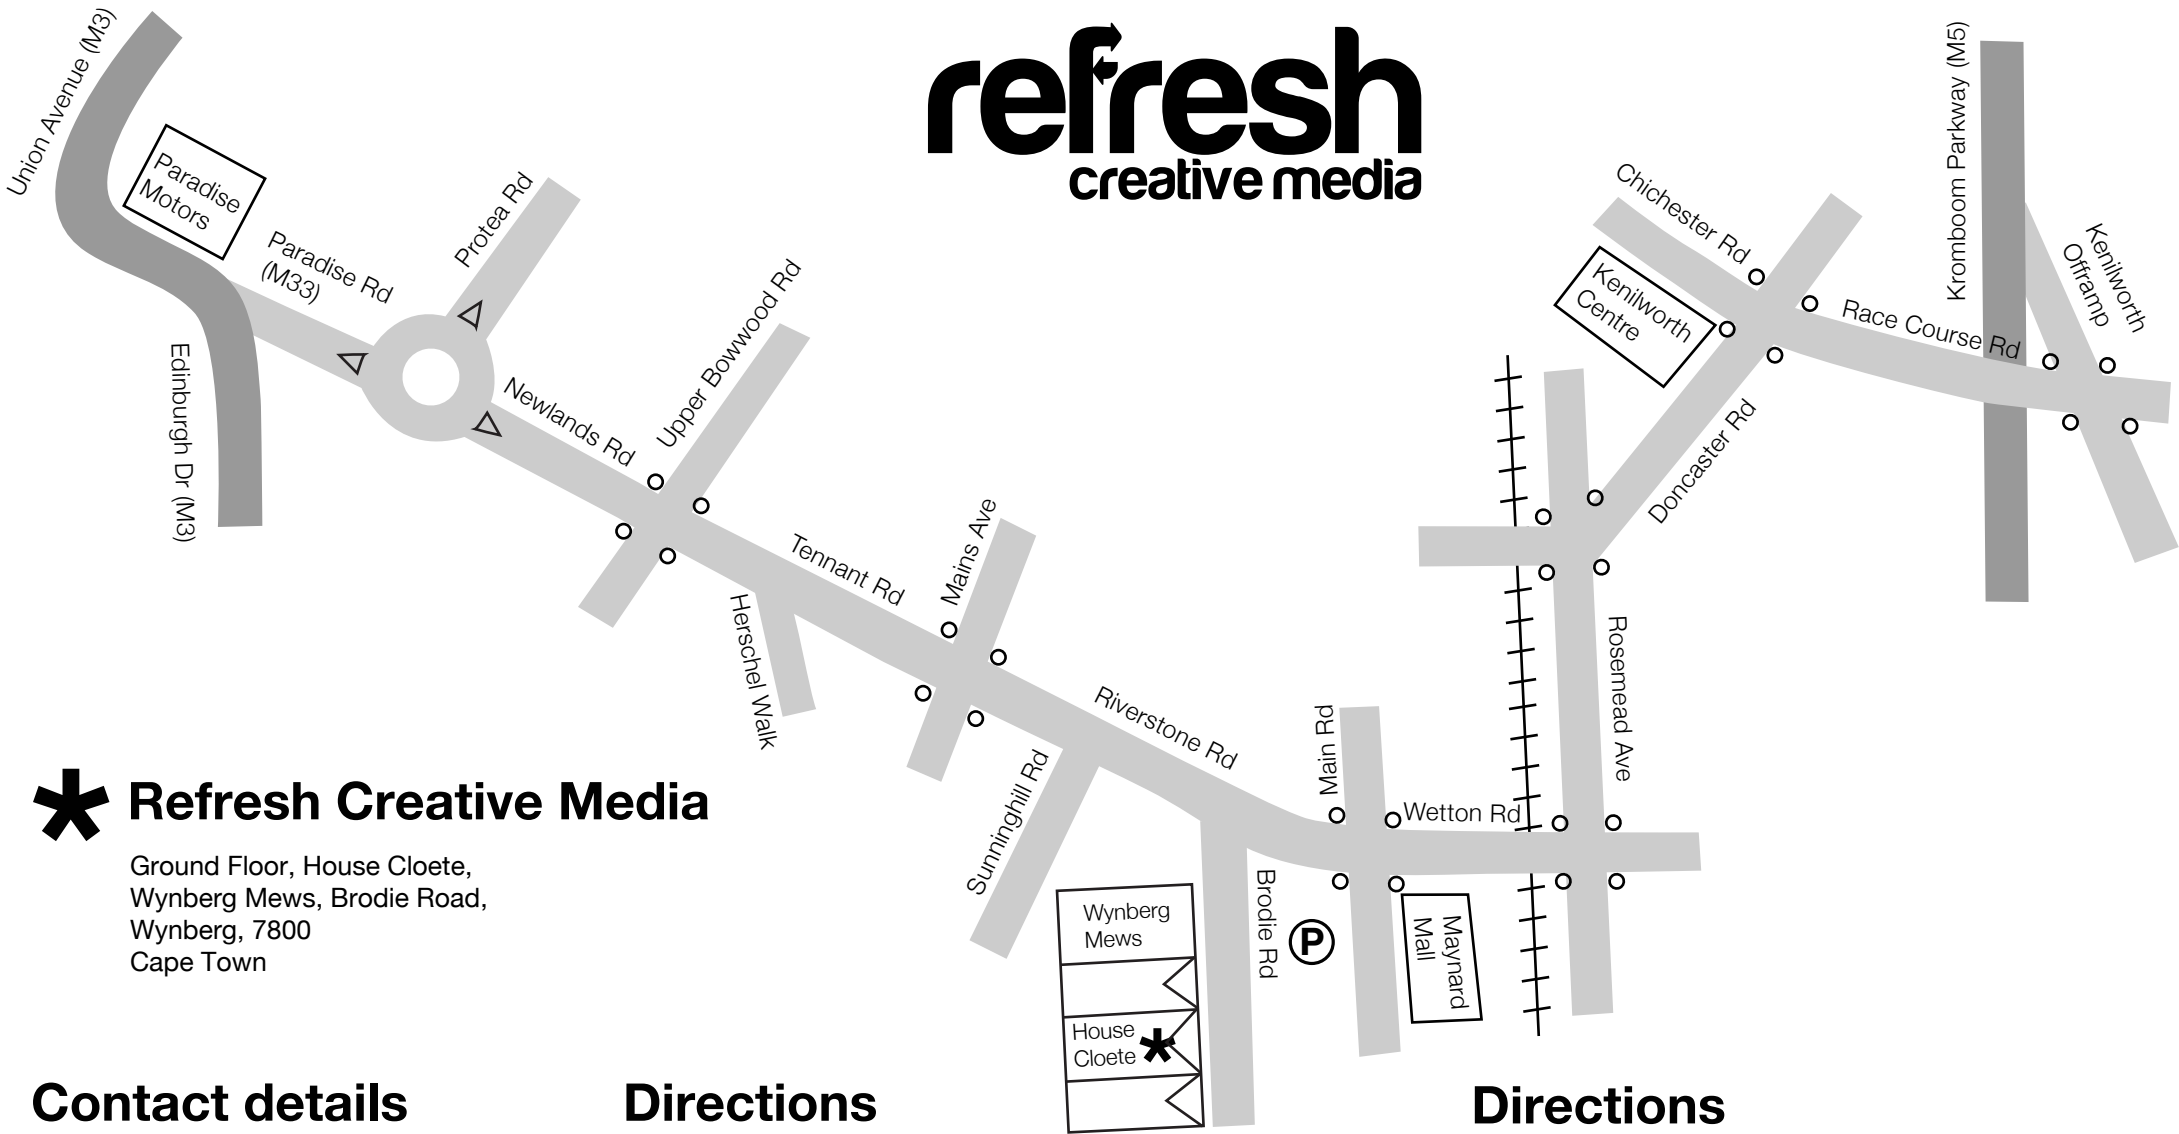 refresh
creative media
Union Avenue (M3)
Paradise
Motors
Paradise Rd
(M33)
Protea Rd
Edinburgh Dr (M3)
Newlands Rd
Upper Bowwood Rd
Tennant Rd
Herschel Walk
Mains Ave
Riverstone Rd
Sunninghill Rd
Main Rd
Wetton Rd
Brodie Rd
P
Maynard
Mall
Wynberg
Mews
House
Cloete
Rosemead Ave
Doncaster Rd
Kenilworth
Centre
Chichester Rd
Race Course Rd
Kromboom Parkway (M5)
Kenilworth
Offramp
Refresh Creative Media
Ground Floor, House Cloete,
Wynberg Mews, Brodie Road,
Wynberg, 7800
Cape Town
Contact details
Directions
Directions